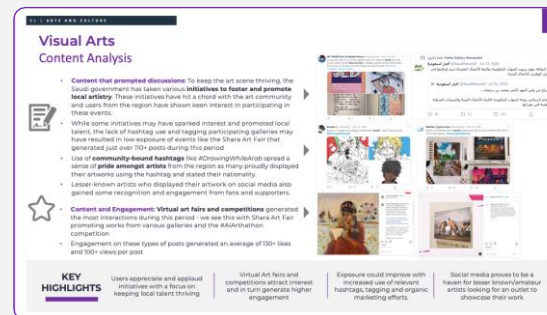 01 | ARTS AND CULTURE
Visual Arts
Content Analysis
Content that prompted discussions: To keep the art scene thriving, the
Saudi government has taken various initiatives to foster and promote
local artistry. These initiatives have hit a chord with the art community
and users from the region have shown keen interest in participating in
these events.
While some initiatives may have sparked interest and promoted local
talent, the lack of hashtag use and tagging participating galleries may
have resulted in low exposure of events like the Shara Art Fair that
generated just over 110+ posts during this period
Use of community-bound hashtags like #DrawingWhileArab spread a
sense of pride amongst artists from the region as many proudly displayed
their artworks using the hashtag and stated their nationality.
Lesser-known artists who displayed their artwork on social media also
gained some recognition and engagement from fans and supporters.
Content and Engagement: Virtual art fairs and competitions generated
the most interactions during this period - we see this with Shara Art Fair
promoting works from various galleries and the #AIArtathon
competition
Engagement on these types of posts generated an average of 130+ likes
and 100+ views per post
KEY
HIGHLIGHTS
Users appreciate and applaud
initiatives with a focus on
keeping local talent thriving
Virtual Art fairs and
competitions attract interest
and in turn generate higher
engagement
Exposure could improve with
increased use of relevant
hashtags, tagging and organic
marketing efforts.
Social media proves to be a
haven for lesser known/amateur
artists looking for an outlet to
showcase their work